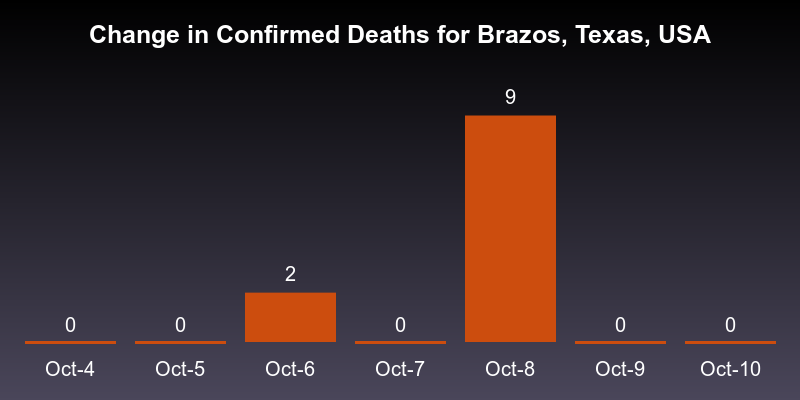 Change in Confirmed Deaths for Brazos, Texas, USA
9
2
0 0 0 0 0
Oct-4 Oct-5 Oct-6 Oct-7 Oct-8 Oct-9 Oct-10